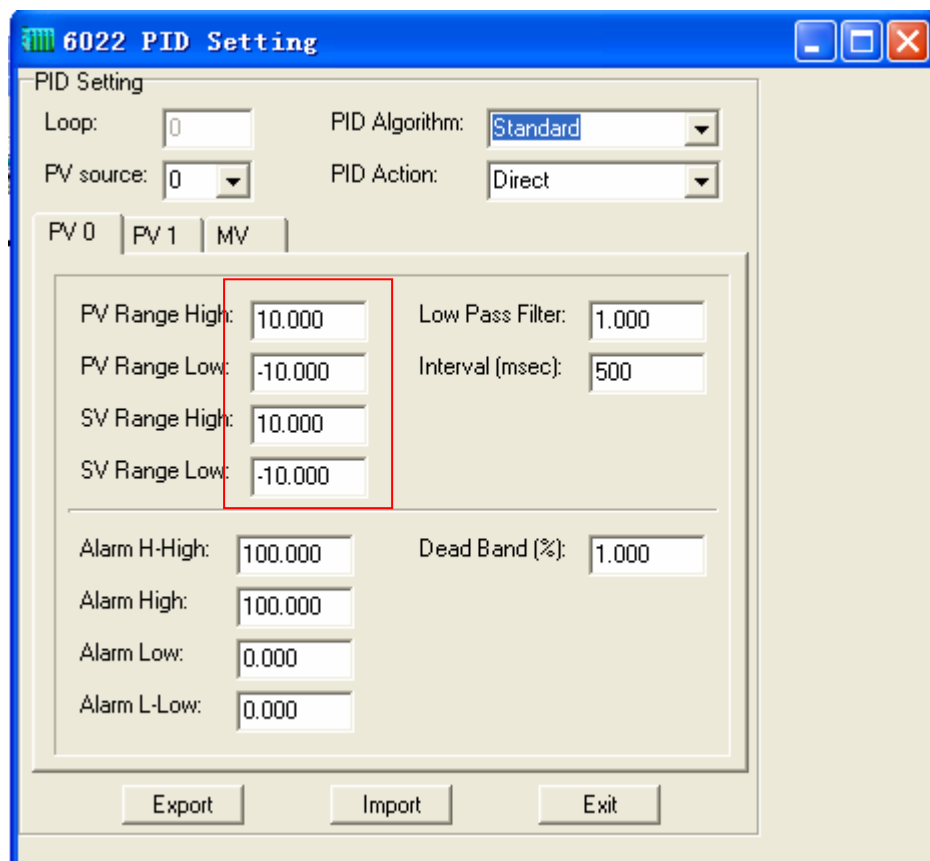 6022 PID Setting
PID Setting
Loop: 0 PID Algorithm: Standard
PV source: 0 PID Action: Direct
PV 0 PV 1 MV
PV Range High: 10.000 Low Pass Filter: 1.000
PV Range Low: -10.000 Interval (msec): 500
SV Range High: 10.000
SV Range Low: -10.000
Alarm H-High: 100.000 Dead Band (%): 1.000
Alarm High: 100.000
Alarm Low: 0.000
Alarm L-Low: 0.000
Export Import Exit